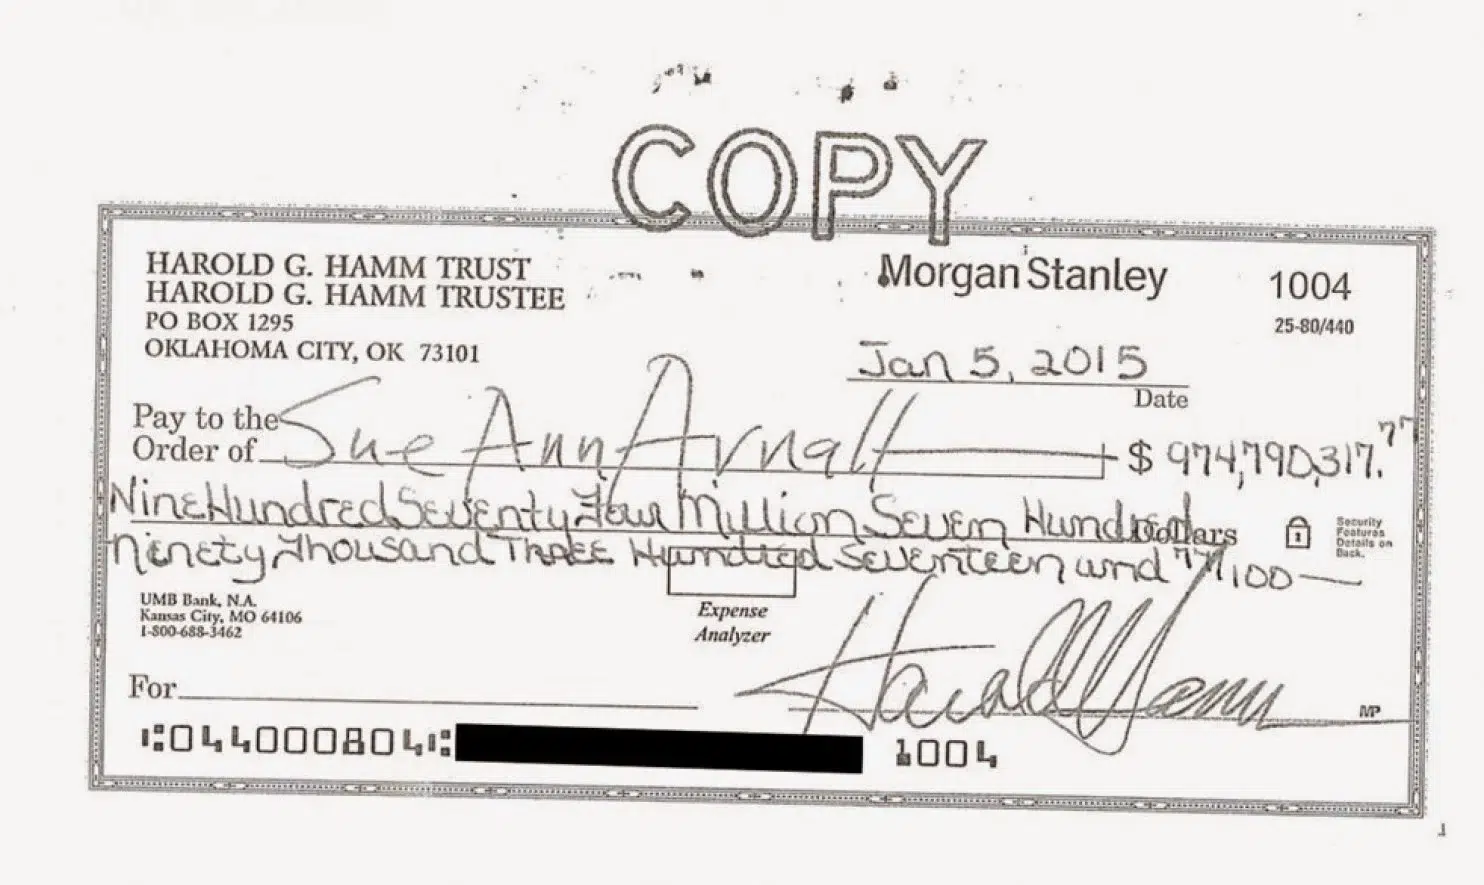 COPY
HAROLD G. HAMM TRUST
HAROLD G. HAMM TRUSTEE
PO BOX 1295
OKLAHOMA CITY, OK 73101
Morgan Stanley
1004
25-80/440
Jan 5, 2015
Date
Pay to the
Order of Sue Ann Arnall $ 974,790,317.77
Nine Hundred Seventy Four Million Seven Hundred Dollars
Ninety Thousand Three Hundred Seventeen and 77/100
Security
Features
Details on
Back.
UMB Bank, N.A.
Kansas City, MO 64106
1-800-688-3462
Expense
Analyzer
For
Harold Hamm
MP
⑆044000804⑆ 1004